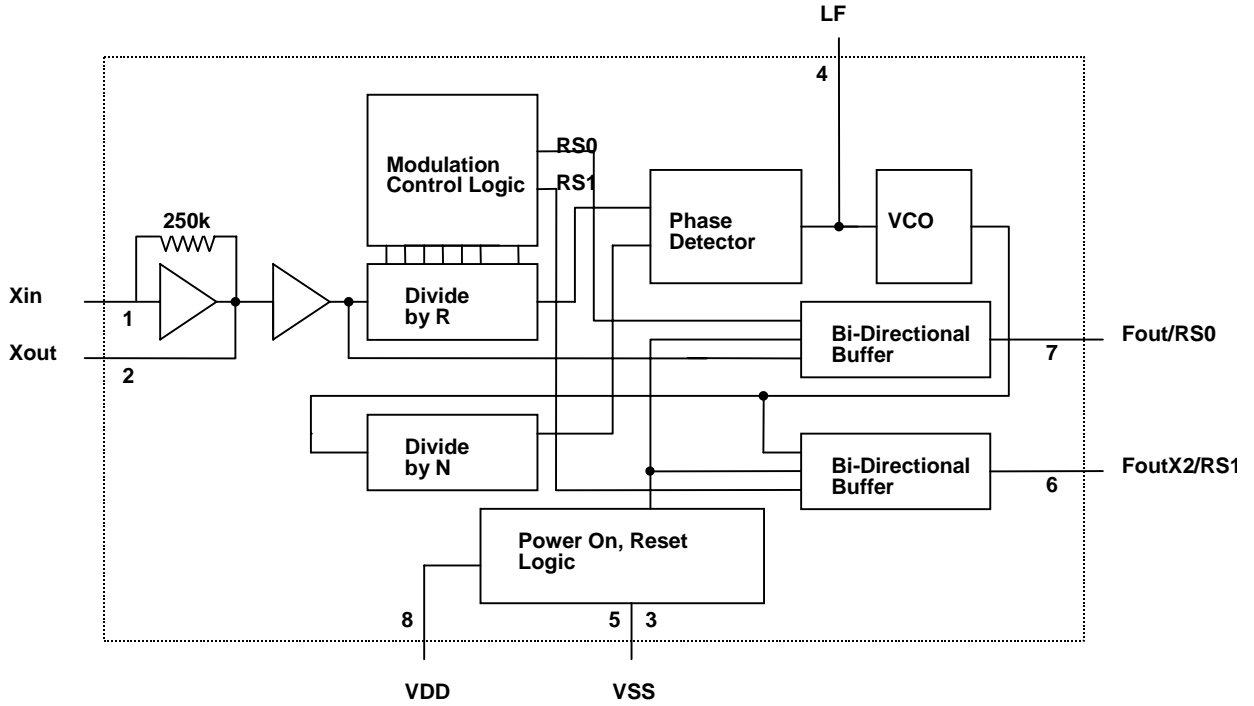 LF
4
RS0
Modulation
Control Logic
RS1
250k
Phase
Detector
VCO
Xin
1
Divide
by R
Bi-Directional
Buffer
7
Fout/RS0
Xout
2
Divide
by N
Bi-Directional
Buffer
6
FoutX2/RS1
Power On, Reset
Logic
8
5
3
VDD
VSS